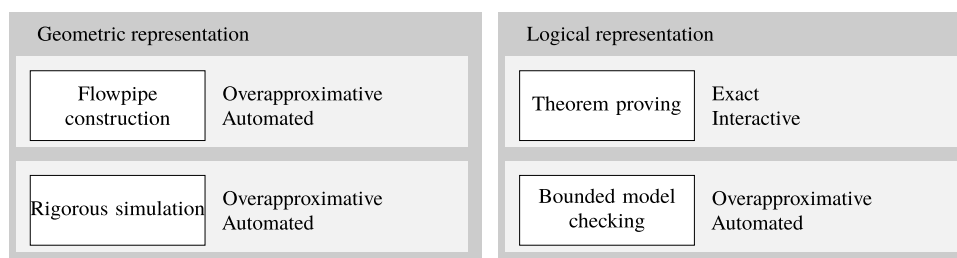 Geometric representation
Flowpipe
construction
Overapproximative
Automated
Rigorous simulation
Overapproximative
Automated
Logical representation
Theorem proving
Exact
Interactive
Bounded model
checking
Overapproximative
Automated